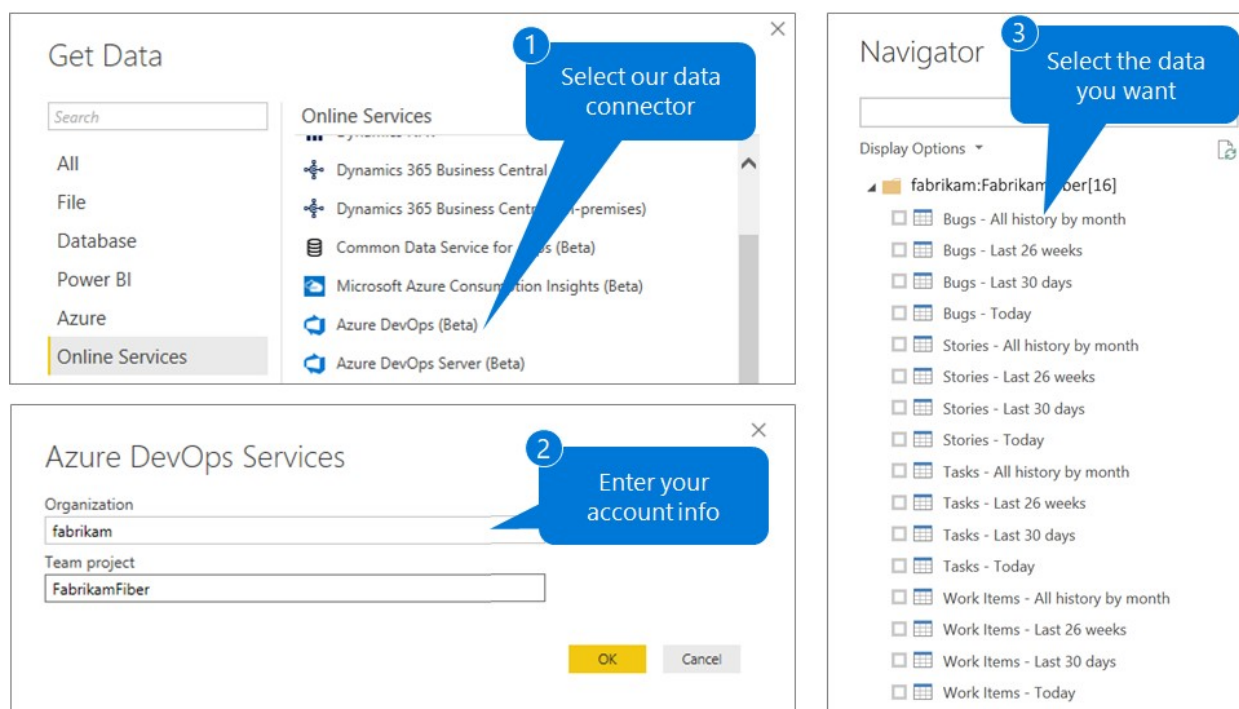 Get Data
1
Select our data
connector
Search
All
File
Database
Power BI
Azure
Online Services
Online Services
Dynamics 365 Business Central
Dynamics 365 Business Centr -premises)
Common Data Service for ps (Beta)
Microsoft Azure Consumption Insights (Beta)
Azure DevOps (Beta)
Azure DevOps Server (Beta)
Azure DevOps Services
2
Enter your
account info
Organization
fabrikam
Team project
FabrikamFiber
OK
Cancel
Navigator
3
Select the data
you want
Display Options
fabrikam:Fabrikam ber[16]
Bugs - All history by month
Bugs - Last 26 weeks
Bugs - Last 30 days
Bugs - Today
Stories - All history by month
Stories - Last 26 weeks
Stories - Last 30 days
Stories - Today
Tasks - All history by month
Tasks - Last 26 weeks
Tasks - Last 30 days
Tasks - Today
Work Items - All history by month
Work Items - Last 26 weeks
Work Items - Last 30 days
Work Items - Today